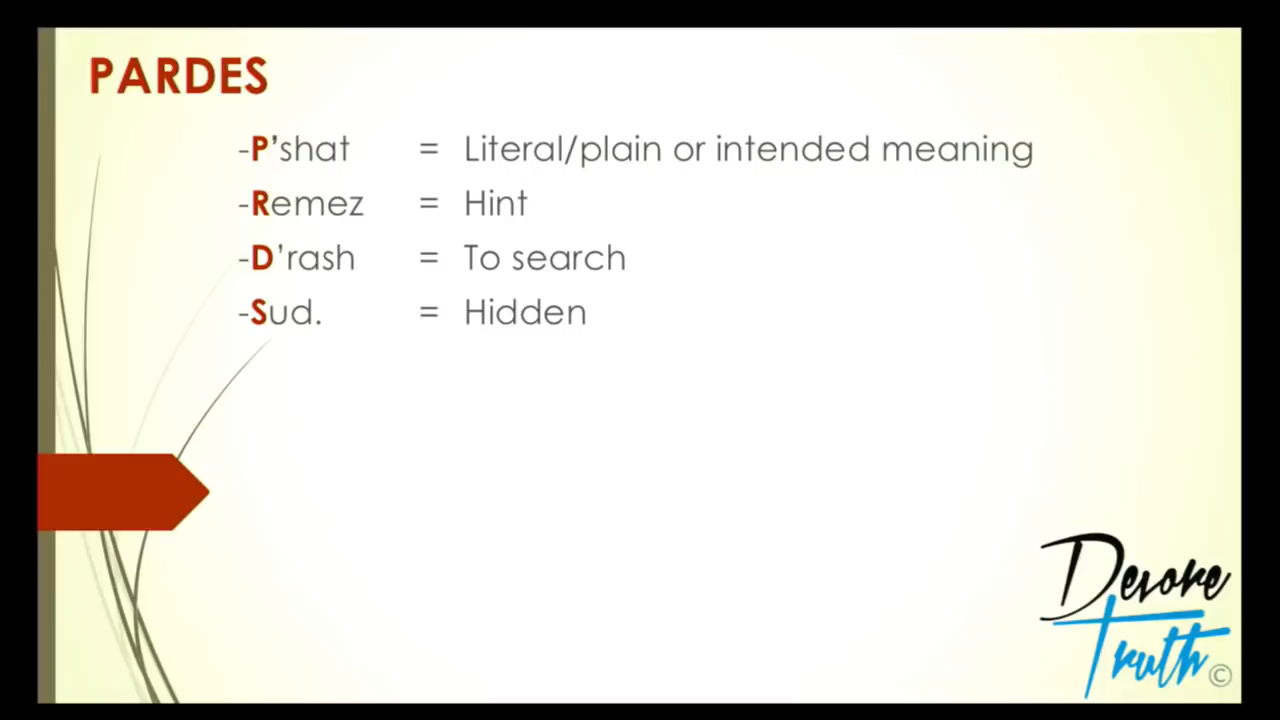 PARDES
-P'shat = Literal/plain or intended meaning
-Remez = Hint
-D'rash = To search
-Sud. = Hidden
Devore
Truth ©